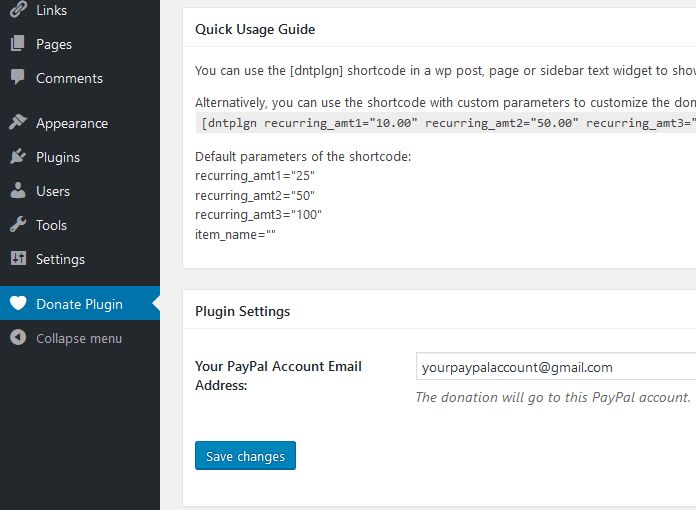 Links
Pages
Comments
Appearance
Plugins
Users
Tools
Settings
Donate Plugin
Collapse menu
Quick Usage Guide
You can use the [dntplgn] shortcode in a wp post, page or sidebar text widget to
Alternatively, you can use the shortcode with custom parameters to customize the
[dntplgn recurring_amt1="10.00" recurring_amt2="50.00" recurring_amt3="
Default parameters of the shortcode:
recurring_amt1="25"
recurring_amt2="50"
recurring_amt3="100"
item_name=""
Plugin Settings
Your PayPal Account Email
Address:
yourpaypalaccount@gmail.com
The donation will go to this PayPal account.
Save changes